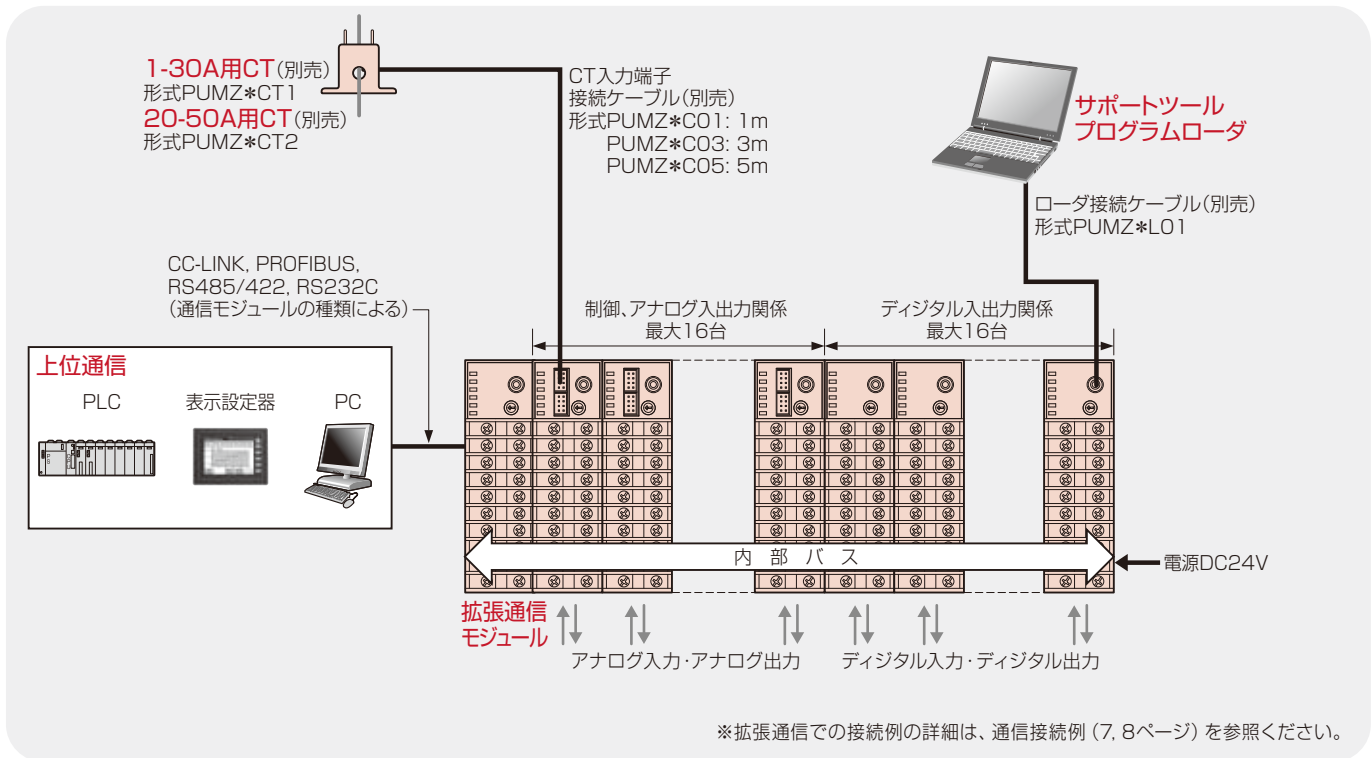 1-30A用CT(別売)
形式PUMZ*CT1
20-50A用CT(別売)
形式PUMZ*CT2
CT入力端子
接続ケーブル(別売)
形式PUMZ*C01: 1m
PUMZ*C03: 3m
PUMZ*C05: 5m
サポートツール
プログラムローダ
ローダ接続ケーブル(別売)
形式PUMZ*L01
CC-LINK, PROFIBUS,
RS485/422, RS232C
(通信モジュールの種類による)
制御、アナログ入出力関係
最大16台
ディジタル入出力関係
最大16台
上位通信
PLC
表示設定器
PC
内部バス
電源DC24V
拡張通信
モジュール
アナログ入力・アナログ出力
ディジタル入力・ディジタル出力
※拡張通信での接続例の詳細は、通信接続例 (7, 8ページ) を参照ください。